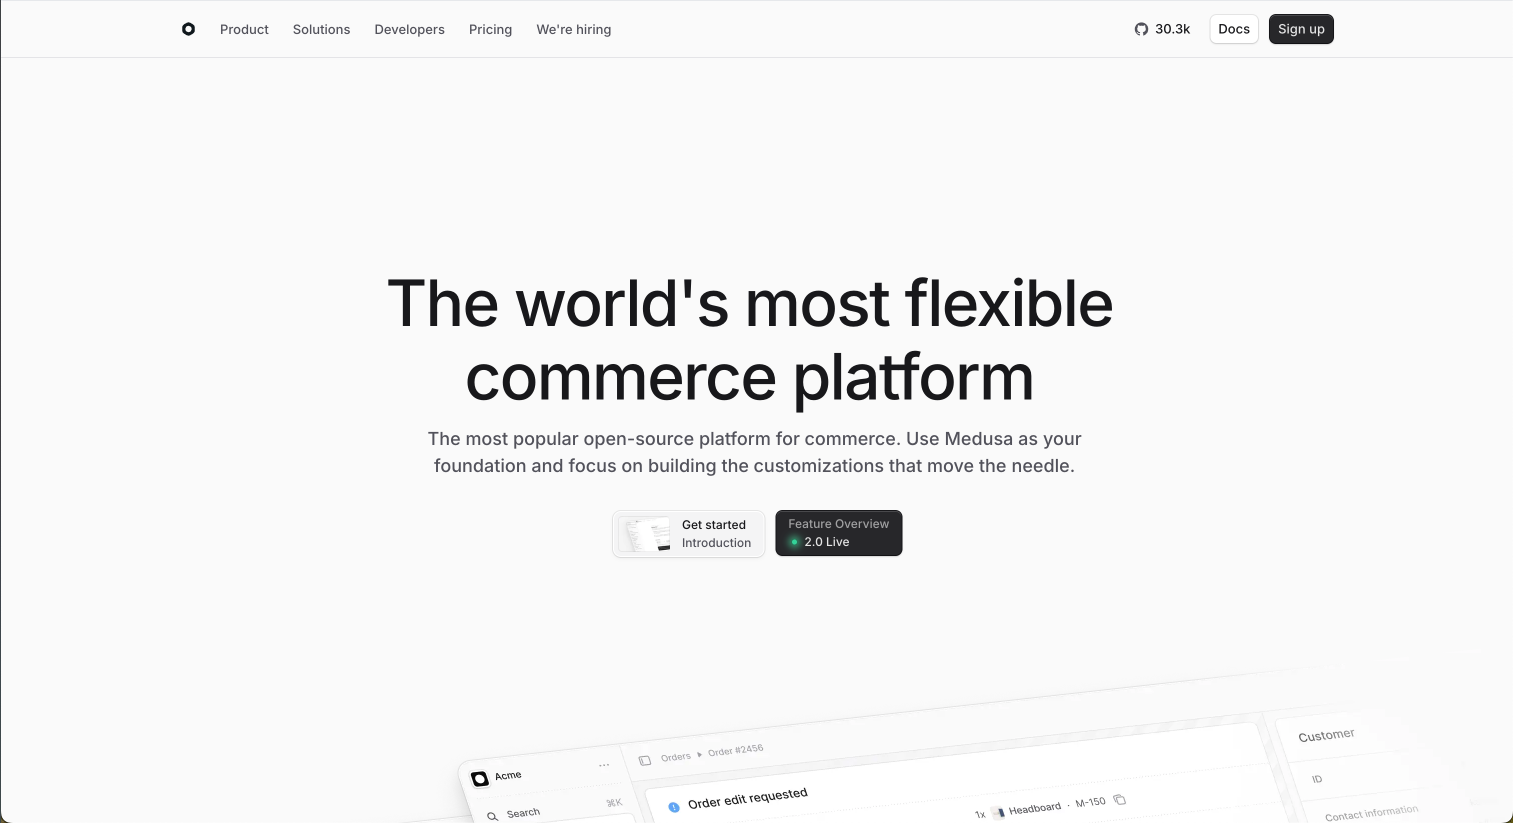 Product Solutions Developers Pricing We're hiring 30.3k Docs Sign up
The world's most flexible
commerce platform
The most popular open-source platform for commerce. Use Medusa as your
foundation and focus on building the customizations that move the needle.
Get started
Introduction
Feature Overview
2.0 Live
Acme ...
Search ⌘K
Orders Order #2456
Order edit requested
1x Headboard · M-150
Customer
ID
Contact information